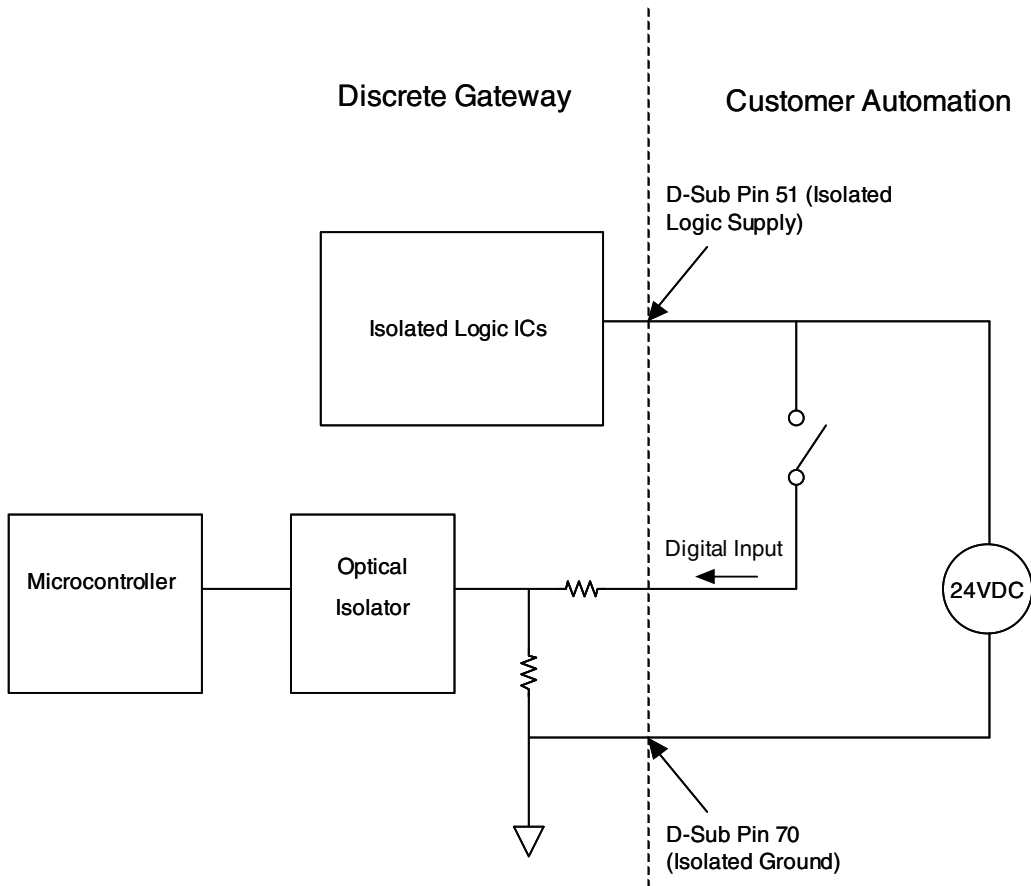 Discrete Gateway
Customer Automation
D-Sub Pin 51 (Isolated
Logic Supply)
Isolated Logic ICs
Digital Input
Microcontroller
Optical
Isolator
24VDC
D-Sub Pin 70
(Isolated Ground)